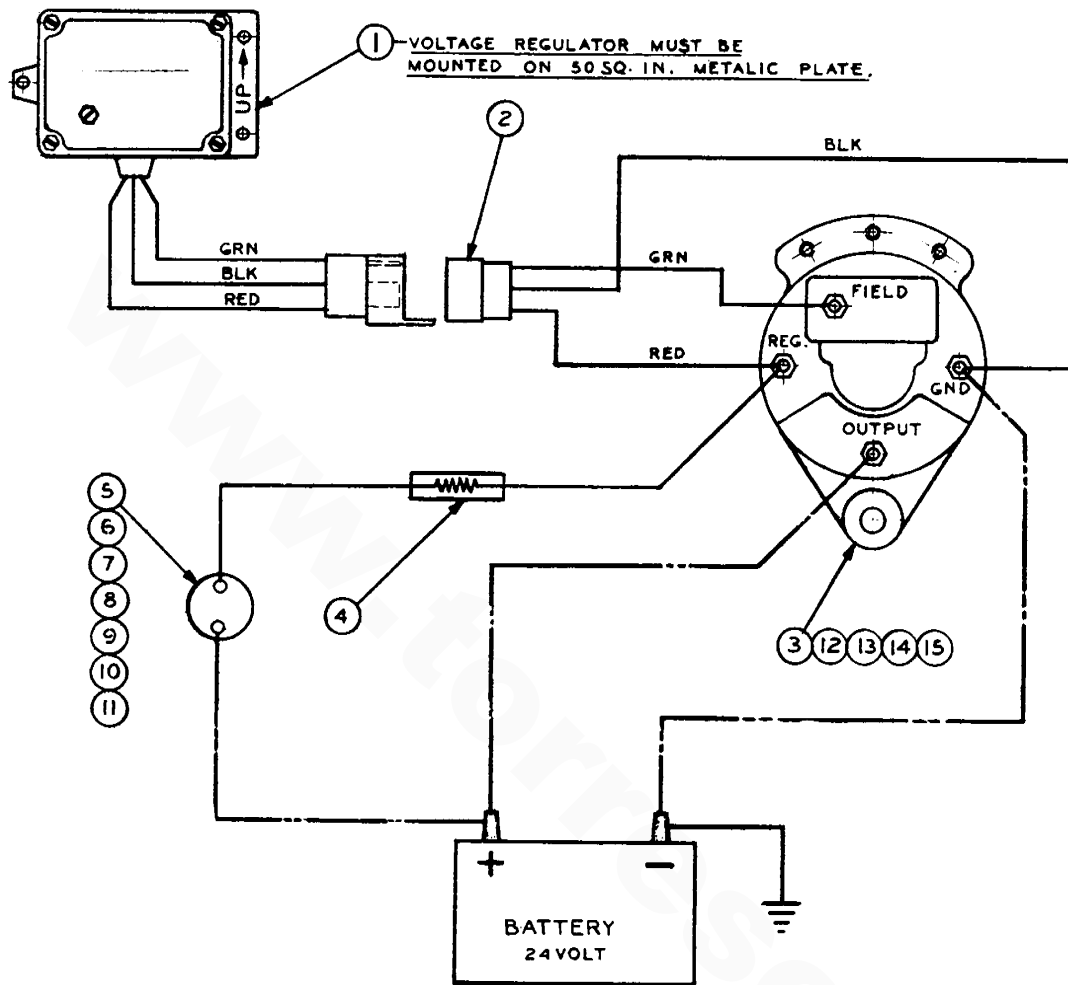 1
VOLTAGE REGULATOR MUST BE
MOUNTED ON 50 SQ. IN. METALIC PLATE.
UP
2
BLK
GRN
BLK
RED
GRN
RED
FIELD
REG.
GND
OUTPUT
5
6
7
8
9
10
11
4
3 12 13 14 15
+
−
BATTERY
24 VOLT
www.torres